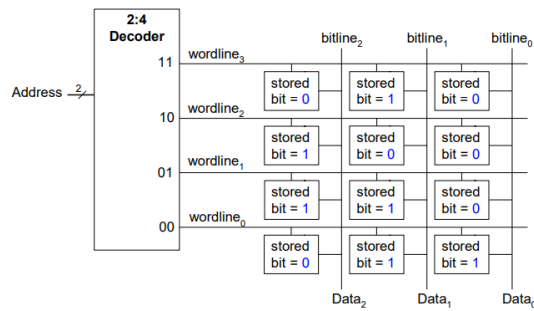 2:4
Decoder
bitline2 bitline1 bitline0
wordline3
11
stored bit = 0 stored bit = 1 stored bit = 0
Address 2
wordline2
10
stored bit = 1 stored bit = 0 stored bit = 0
wordline1
01
stored bit = 1 stored bit = 1 stored bit = 0
wordline0
00
stored bit = 0 stored bit = 1 stored bit = 1
Data2 Data1 Data0